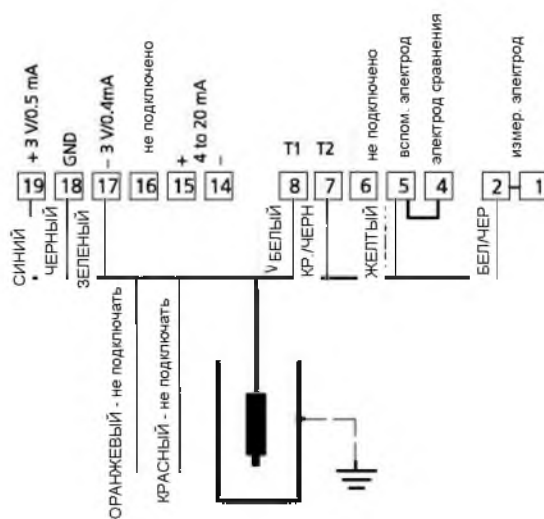 + 3 V/0.5 mA
GND
– 3 V/0.4mA
не подключено
+
4 to 20 mA
–
T1
T2
не подключено
вспом. электрод
электрод сравнения
измер. электрод
19
18
17
16
15
14
8
7
6
5
4
2
1
СИНИЙ
ЧЕРНЫЙ
ЗЕЛЕНЫЙ
V БЕЛЫЙ
КР./ЧЕРН
ЖЕЛТЫЙ
БЕЛ/ЧЕР
ОРАНЖЕВЫЙ - не подключать
КРАСНЫЙ - не подключать